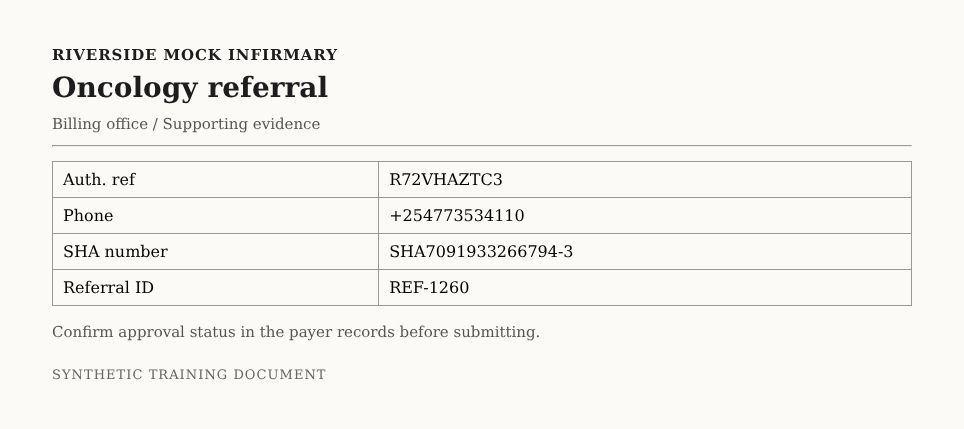 RIVERSIDE MOCK INFIRMARY
Oncology referral
Billing office / Supporting evidence
Auth. ref R72VHAZTC3
Phone +254773534110
SHA number SHA7091933266794-3
Referral ID REF-1260
Confirm approval status in the payer records before submitting.
SYNTHETIC TRAINING DOCUMENT